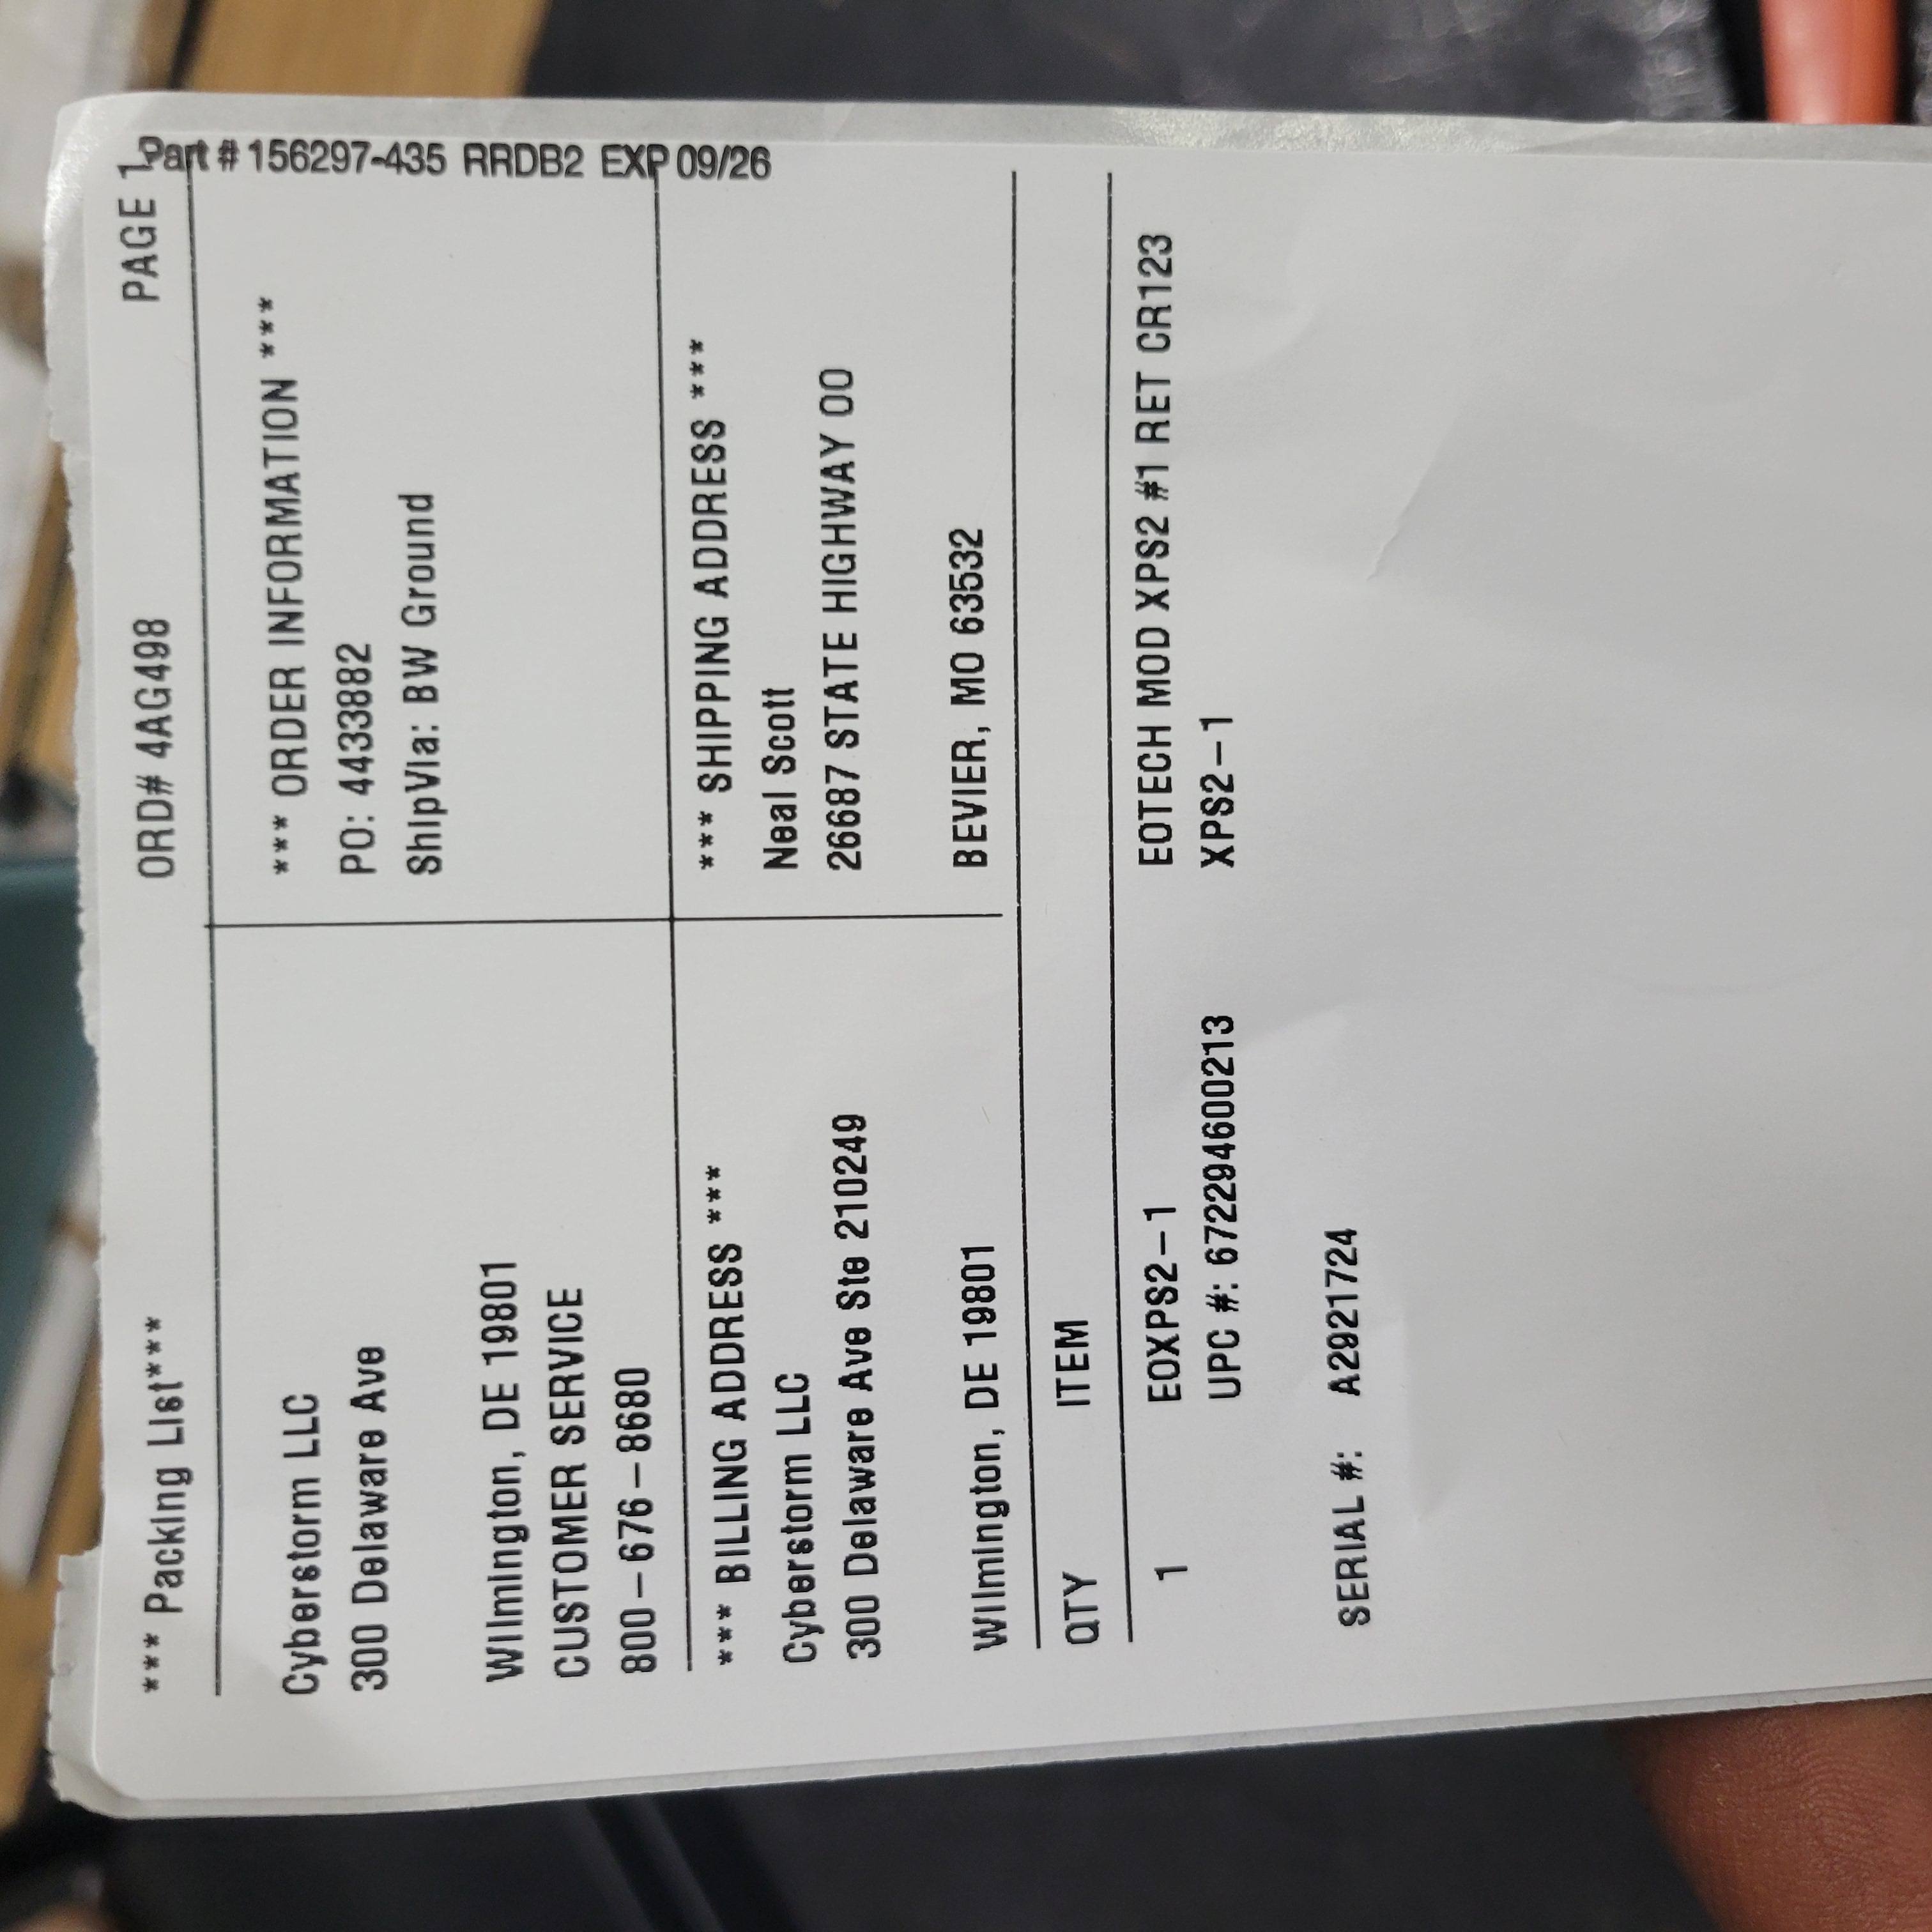 *** Packing List*** ORD# 4AG498 PAGE 1
Part # 156297-435 RRDB2 EXP 09/26
Cyberstorm LLC
300 Delaware Ave
Wilmington, DE 19801
CUSTOMER SERVICE
800-676-8680
*** ORDER INFORMATION ***
PO: 4433882
ShipVia: BW Ground
*** BILLING ADDRESS ***
Cyberstorm LLC
300 Delaware Ave Ste 210249
Wilmington, DE 19801
*** SHIPPING ADDRESS ***
Neal Scott
26687 STATE HIGHWAY OO
BEVIER, MO 63532
QTY ITEM
1 EOXPS2-1 EOTECH MOD XPS2 #1 RET CR123
UPC #: 672294600213 XPS2-1
SERIAL #: A2921724